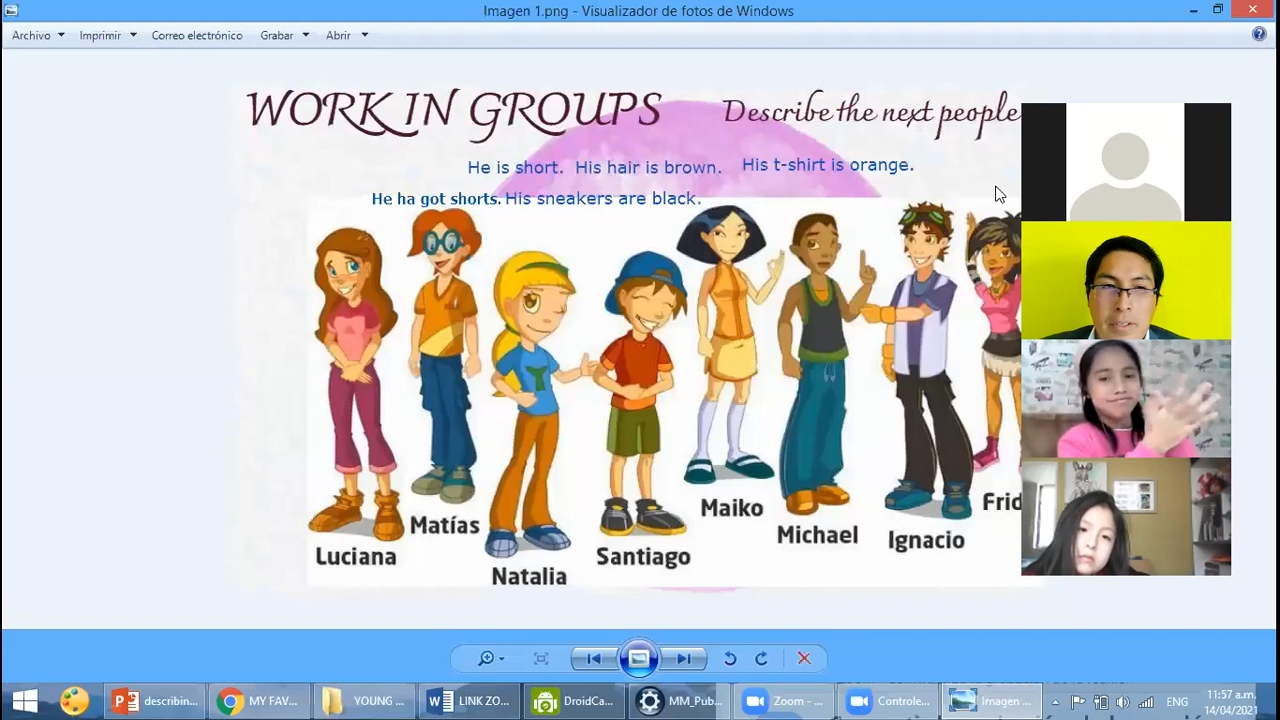 Imagen 1.png - Visualizador de fotos de Windows
Archivo Imprimir Correo electrónico Grabar Abrir
WORK IN GROUPS Describe the next people
He is short. His hair is brown. His t-shirt is orange.
He ha got shorts. His sneakers are black.
Luciana
Matías
Natalia
Santiago
Maiko
Michael
Ignacio
Frid
describin...
MY FAV...
YOUNG ...
LINK ZO...
DroidCa...
MM_Pub...
Zoom - ...
Controle...
Imagen ...
ENG
11:57 a.m.
14/04/2021